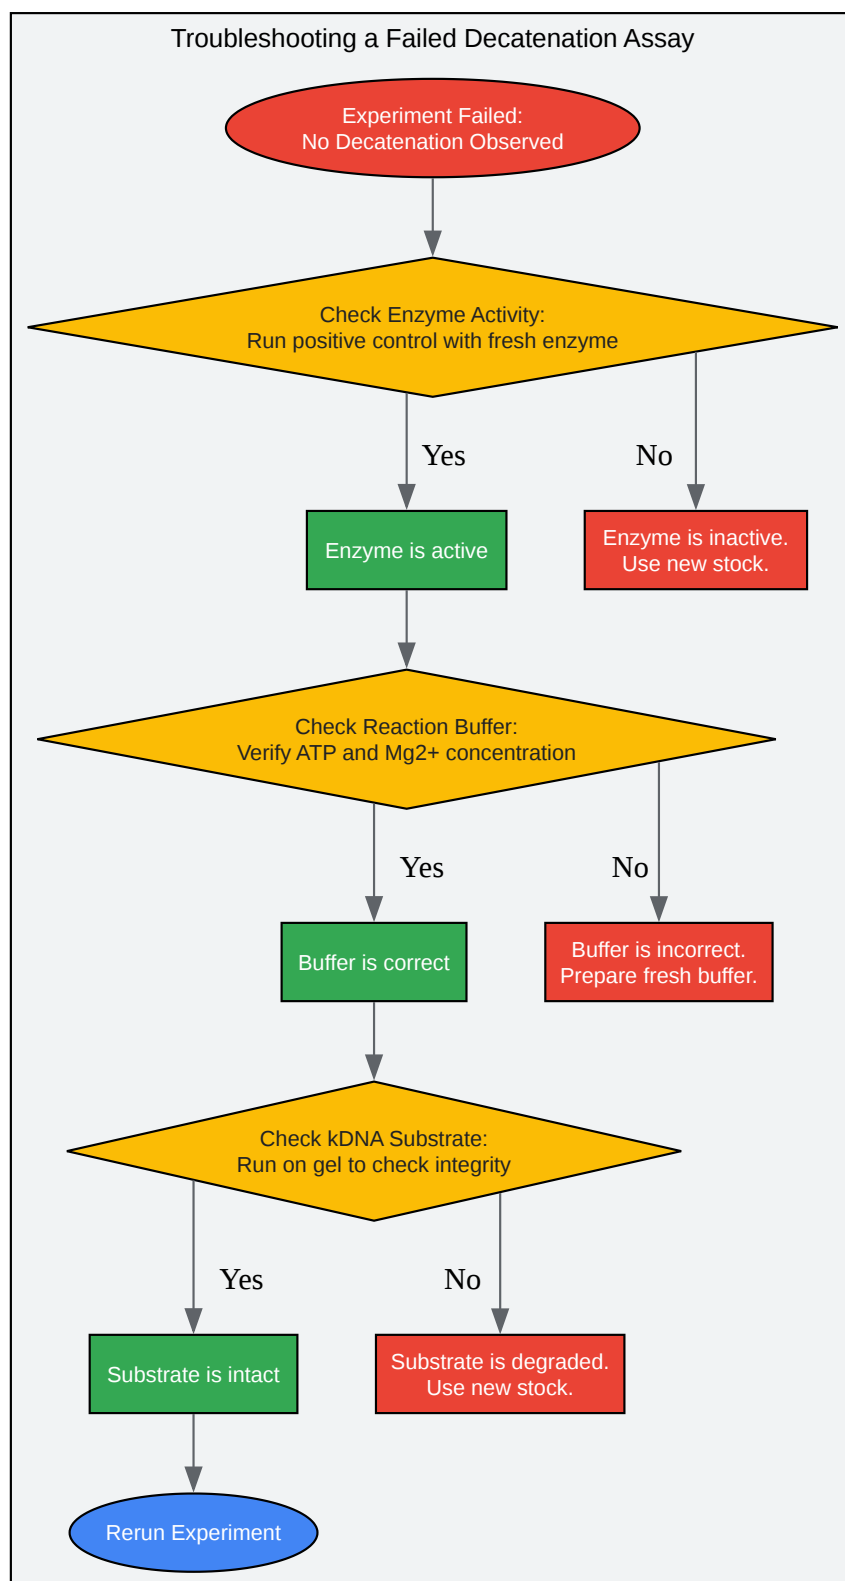 Troubleshooting a Failed Decatenation Assay
Experiment Failed:
No Decatenation Observed
Check Enzyme Activity:
Run positive control with fresh enzyme
Yes
No
Enzyme is active
Enzyme is inactive.
Use new stock.
Check Reaction Buffer:
Verify ATP and Mg2+ concentration
Yes
No
Buffer is correct
Buffer is incorrect.
Prepare fresh buffer.
Check kDNA Substrate:
Run on gel to check integrity
Yes
No
Substrate is intact
Substrate is degraded.
Use new stock.
Rerun Experiment